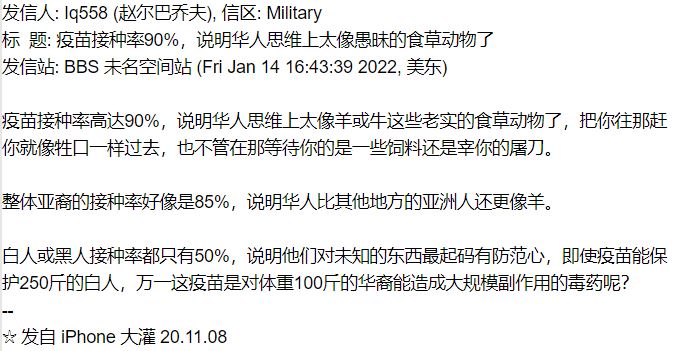 发信人: lq558 (赵尔巴乔夫), 信区: Military
标  题: 疫苗接种率90%，说明华人思维上太像愚昧的食草动物了
发信站: BBS 未名空间站 (Fri Jan 14 16:43:39 2022, 美东)
疫苗接种率高达90%，说明华人思维上太像羊或牛这些老实的食草动物了，把你往那赶
你就像牲口一样过去，也不管在那等待你的是一些饲料还是宰你的屠刀。
整体亚裔的接种率好像是85%，说明华人比其他地方的亚洲人还更像羊。
白人或黑人接种率都只有50%，说明他们对未知的东西最起码有防范心，即使疫苗能保
护250斤的白人，万一这疫苗是对体重100斤的华裔能造成大规模副作用的毒药呢？
--
☆ 发自 iPhone 大灌 20.11.08